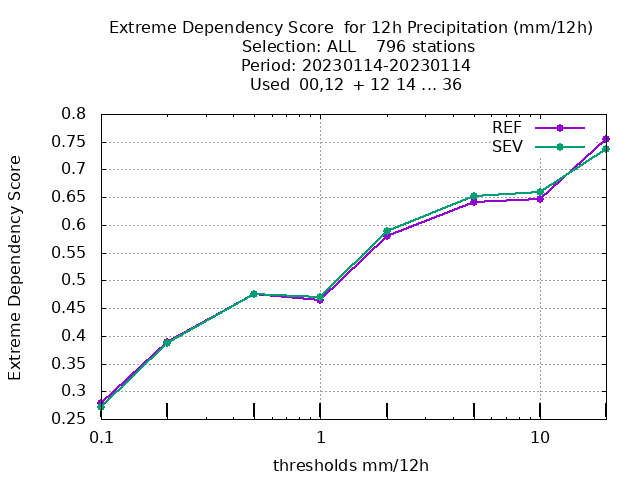 Extreme Dependency Score  for 12h Precipitation (mm/12h)
Selection: ALL    796 stations
Period: 20230114-20230114
Used  00,12  + 12 14 ... 36
REF
SEV
Extreme Dependency Score
0.8
0.75
0.7
0.65
0.6
0.55
0.5
0.45
0.4
0.35
0.3
0.25
0.1
1
10
thresholds mm/12h